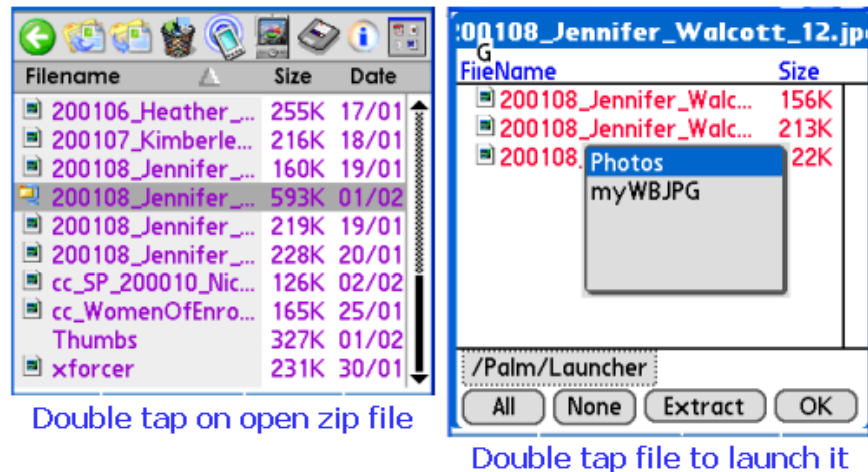 Filename Size Date
200106_Heather_... 255K 17/01
200107_Kimberle... 216K 18/01
200108_Jennifer_... 160K 19/01
200108_Jennifer_... 593K 01/02
200108_Jennifer_... 219K 19/01
200108_Jennifer_... 228K 20/01
cc_SP_200010_Nic... 126K 02/02
cc_WomenOfEnro... 165K 25/01
Thumbs 327K 01/02
xforcer 231K 30/01
Double tap on open zip file
200108_Jennifer_Walcott_12.jp
G
FileName Size
200108_Jennifer_Walc... 156K
200108_Jennifer_Walc... 213K
200108_ 22K
Photos
myWBJPG
/Palm/Launcher
All None Extract OK
Double tap file to launch it